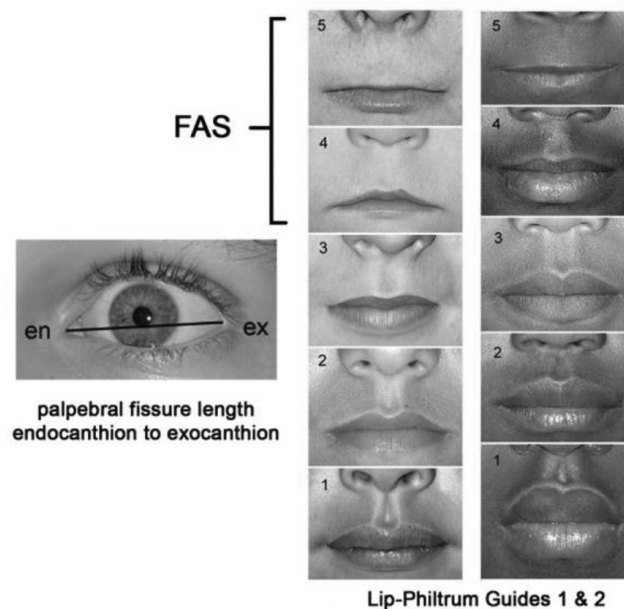 FAS
5
4
3
2
1
5
4
3
2
1
en
ex
palpebral fissure length
endocanthion to exocanthion
Lip-Philtrum Guides 1 & 2